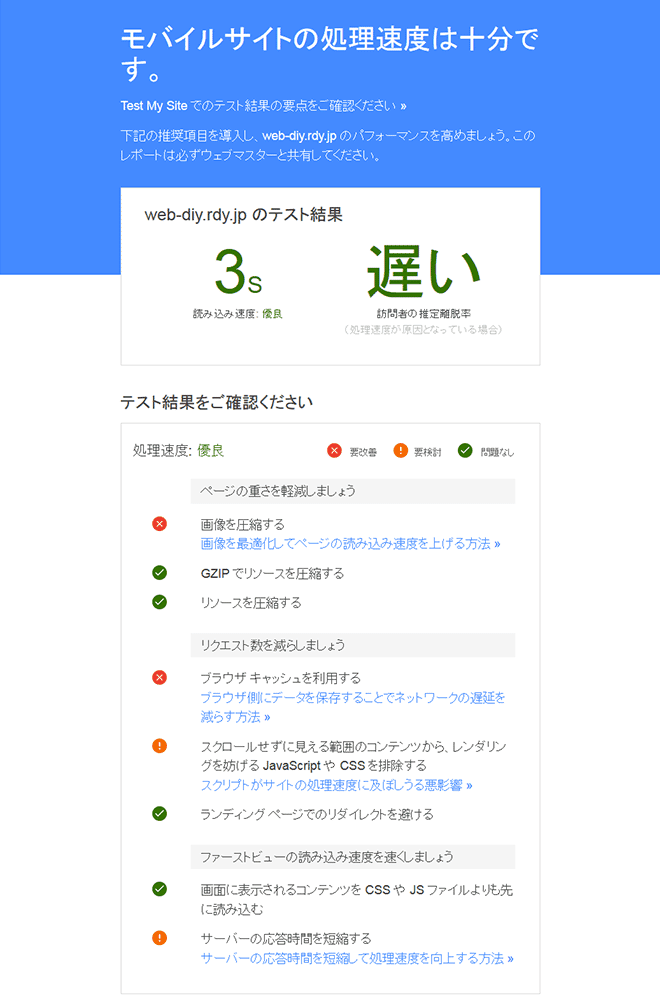 モバイルサイトの処理速度は十分で
す。
Test My Site でのテスト結果の要点をご確認ください »
下記の推奨項目を導入し、web-diy.rdy.jp のパフォーマンスを高めましょう。この
レポートは必ずウェブマスターと共有してください。
web-diy.rdy.jp のテスト結果
3s
遅い
読み込み速度: 優良
訪問者の推定離脱率
（処理速度が原因となっている場合）
テスト結果をご確認ください
処理速度: 優良
要改善
要検討
問題なし
ページの重さを軽減しましょう
画像を圧縮する
画像を最適化してページの読み込み速度を上げる方法 »
GZIP でリソースを圧縮する
リソースを圧縮する
リクエスト数を減らしましょう
ブラウザ キャッシュを利用する
ブラウザ側にデータを保存することでネットワークの遅延を
減らす方法 »
スクロールせずに見える範囲のコンテンツから、レンダリン
グを妨げる JavaScript や CSS を排除する
スクリプトがサイトの処理速度に及ぼしうる悪影響 »
ランディング ページでのリダイレクトを避ける
ファーストビューの読み込み速度を速くしましょう
画面に表示されるコンテンツを CSS や JS ファイルよりも先
に読み込む
サーバーの応答時間を短縮する
サーバーの応答時間を短縮して処理速度を向上する方法 »